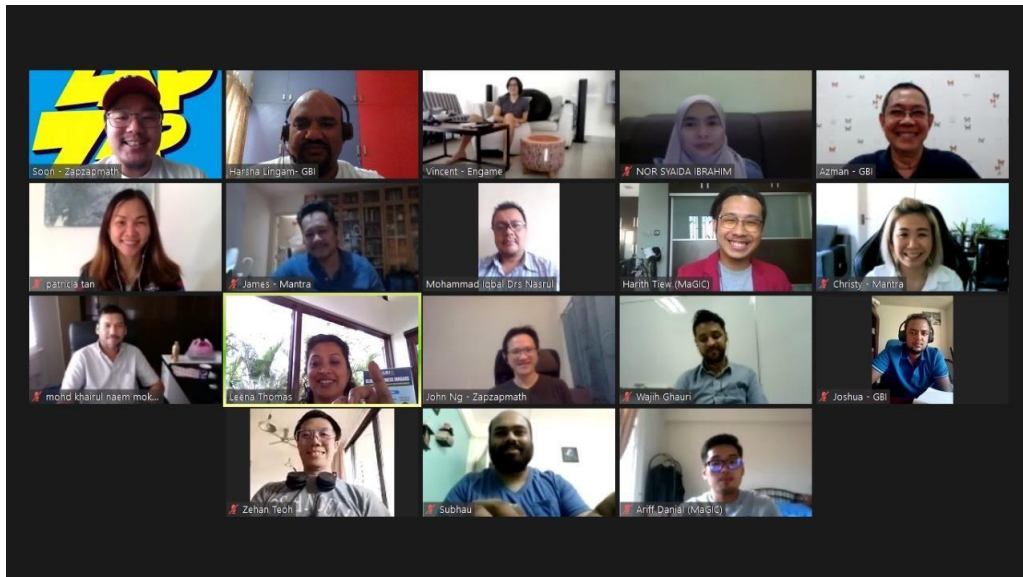 ZAP
ZAP
Soon - Zapzapmath
Harsha Lingam- GBI
Vincent - Engame
NOR SYAIDA IBRAHIM
Azman - GBI
patricia tan
James - Mantra
Mohammad Iqbal Drs Nasrul
Harith Tiew (MaGIC)
Christy - Mantra
mohd khairul naem mok...
Leena Thomas
John Ng - Zapzapmath
Wajih Ghauri
Joshua - GBI
Zehan Teoh
Subhau
Ariff Danial (MaGIC)